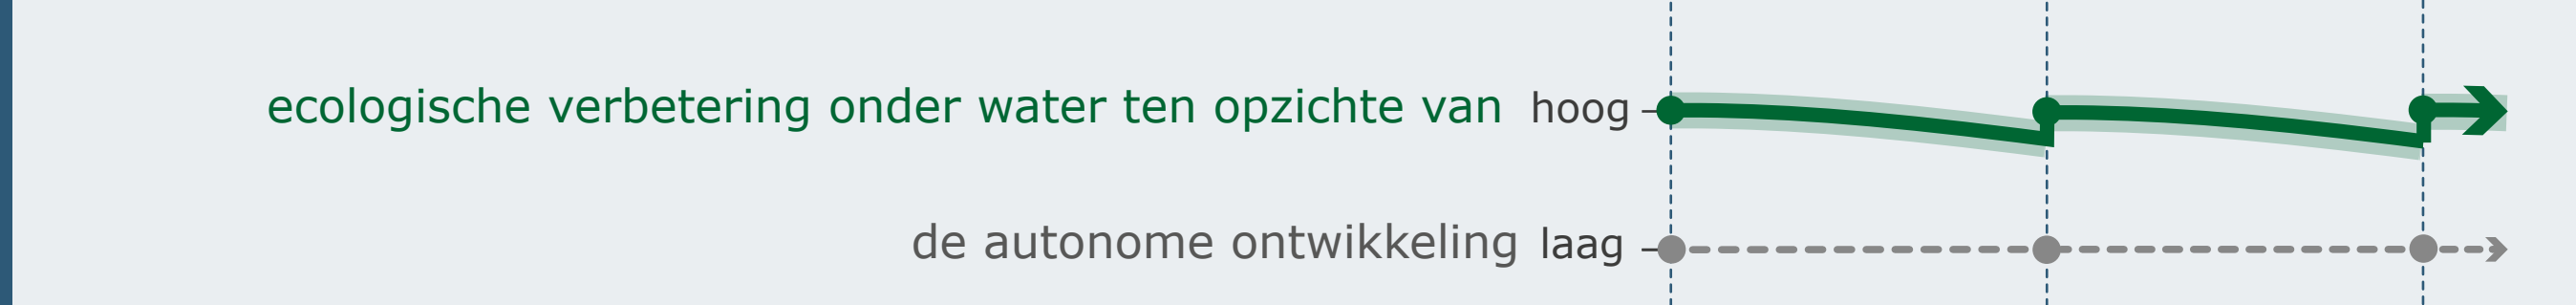 ecologische verbetering onder water ten opzichte van hoog
de autonome ontwikkeling laag